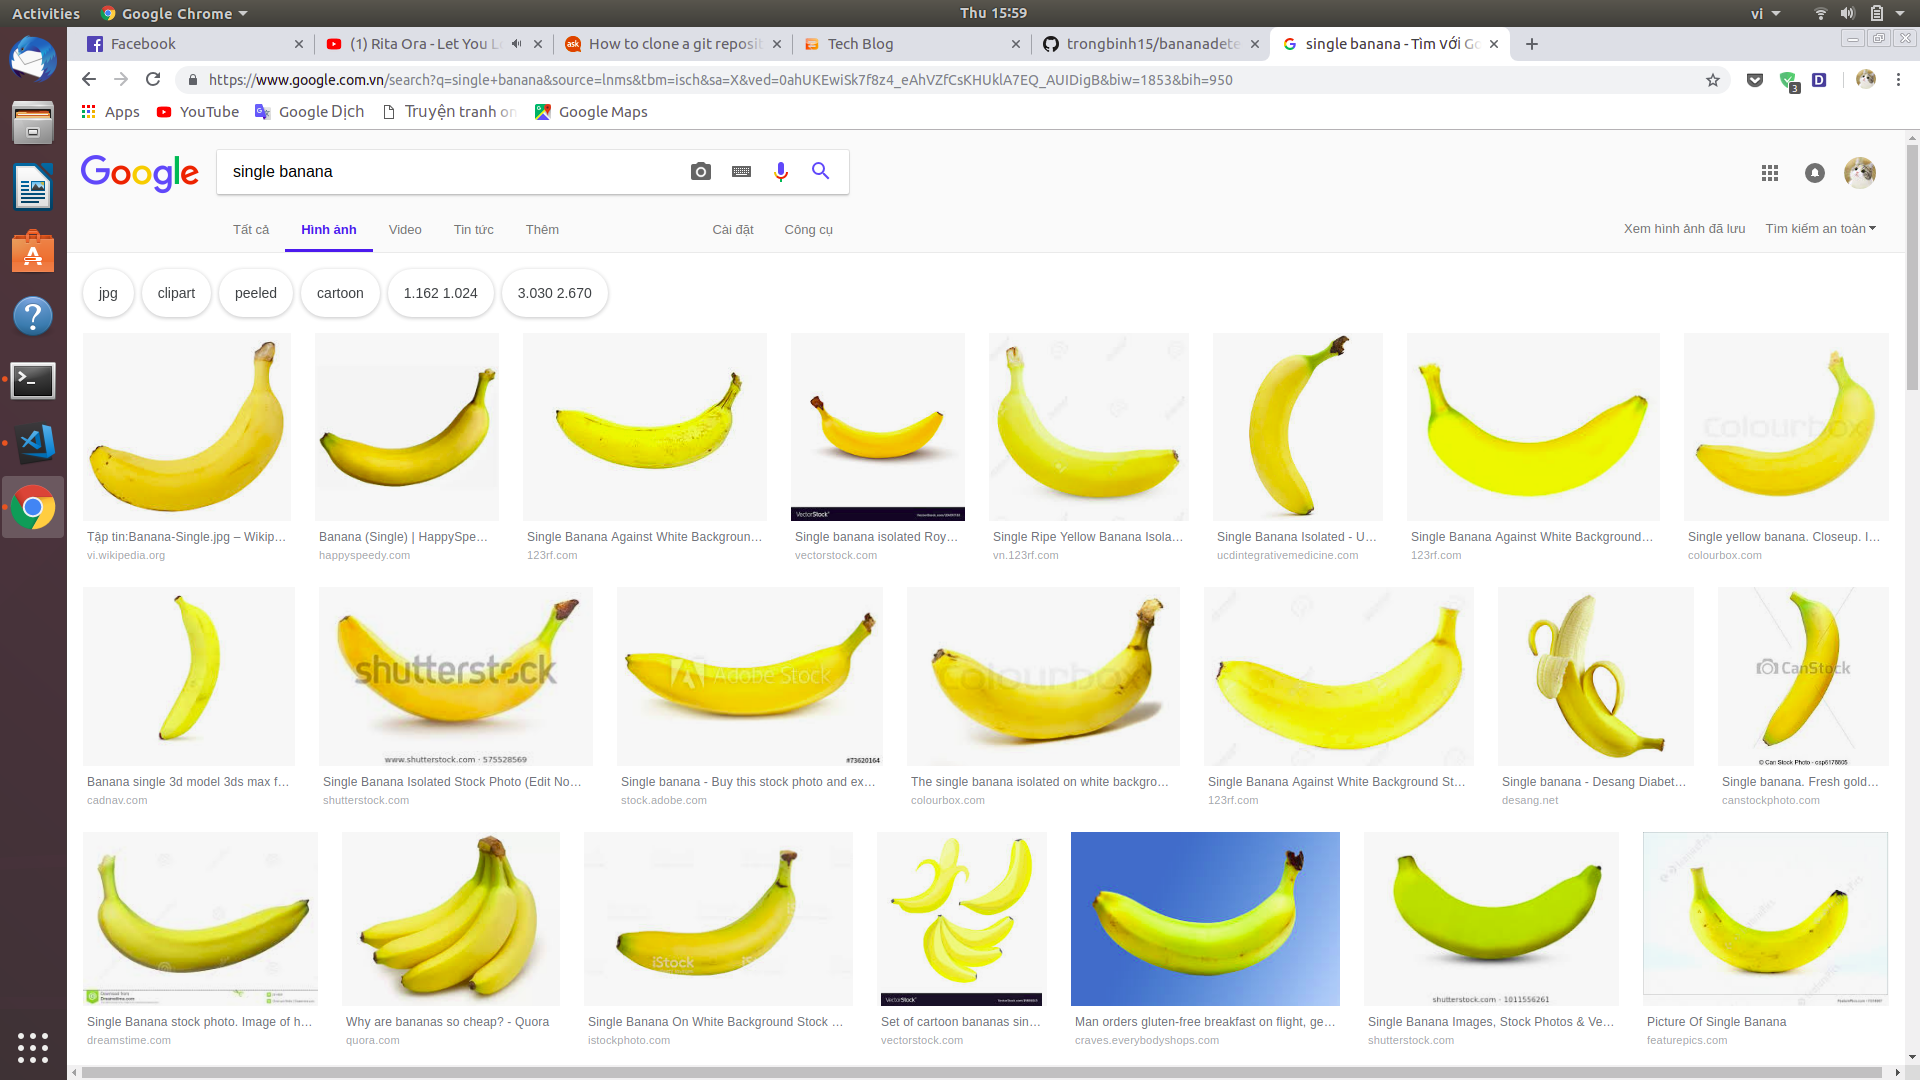 Activities Google Chrome Thu 15:59 vi
Facebook (1) Rita Ora - Let You L How to clone a git reposit Tech Blog trongbinh15/bananadete single banana - Tìm với Go
https://www.google.com.vn/search?q=single+banana&source=lnms&tbm=isch&sa=X&ved=0ahUKEwiSk7f8z4_eAhVZfCsKHUklA7EQ_AUIDigB&biw=1853&bih=950
3
Apps YouTube Google Dịch Truyện tranh on Google Maps
Google single banana
Tất cả Hình ảnh Video Tin tức Thêm Cài đặt Công cụ Xem hình ảnh đã lưu Tìm kiếm an toàn
jpg clipart peeled cartoon 1.162 1.024 3.030 2.670
colourbox
VectorStock
Tập tin:Banana-Single.jpg – Wikip... Banana (Single) | HappySpe... Single Banana Against White Backgroun... Single banana isolated Roy... Single Ripe Yellow Banana Isola... Single Banana Isolated - U... Single Banana Against White Background... Single yellow banana. Closeup. I...
vi.wikipedia.org happyspeedy.com 123rf.com vectorstock.com vn.123rf.com ucdintegrativemedicine.com 123rf.com colourbox.com
shutterstock Adobe Stock colourbox CanStock
www.shutterstock.com · 575528569 #73620164 © Can Stock Photo - csp6178805
Banana single 3d model 3ds max f... Single Banana Isolated Stock Photo (Edit No... Single banana - Buy this stock photo and ex... The single banana isolated on white backgro... Single Banana Against White Background St... Single banana - Desang Diabet... Single banana. Fresh gold...
cadnav.com shutterstock.com stock.adobe.com colourbox.com 123rf.com desang.net canstockphoto.com
iStock
VectorStock shutterstock.com · 1011556261
Single Banana stock photo. Image of h... Why are bananas so cheap? - Quora Single Banana On White Background Stock ... Set of cartoon bananas sin... Man orders gluten-free breakfast on flight, ge... Single Banana Images, Stock Photos & Ve... Picture Of Single Banana
dreamstime.com quora.com istockphoto.com vectorstock.com craves.everybodyshops.com shutterstock.com featurepics.com